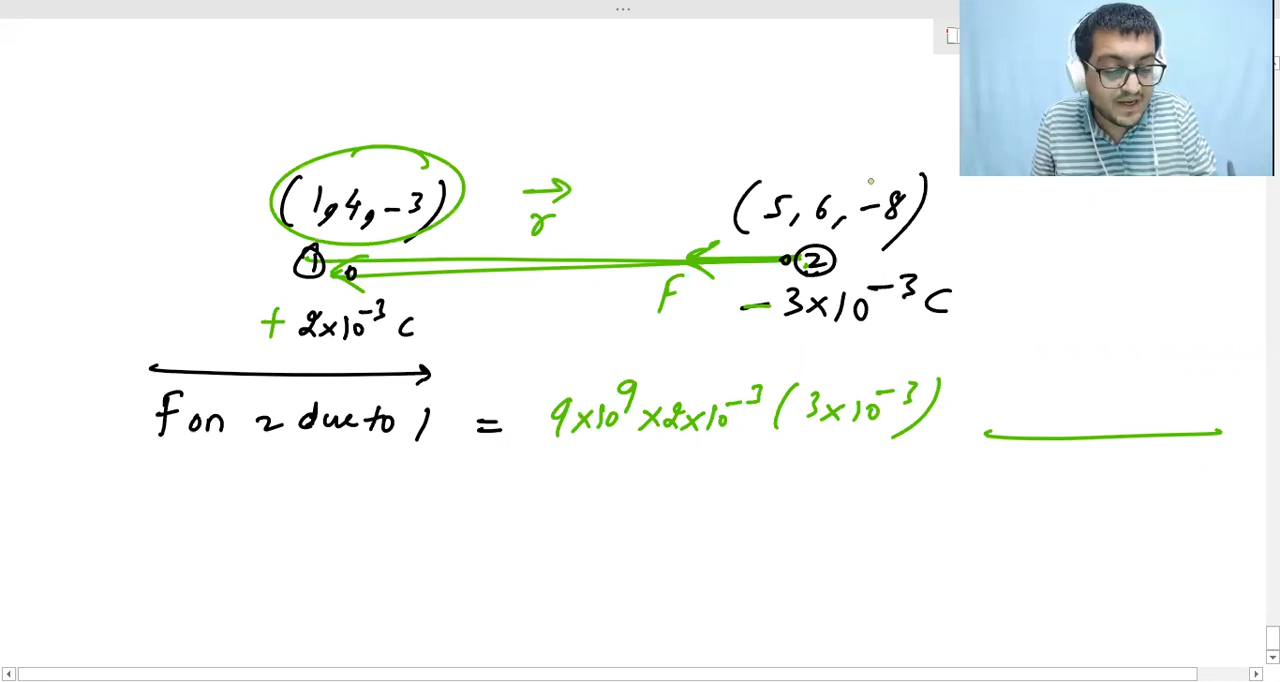 (1, 4, -3) r⃗ (5, 6, -8)
1 2
F
+ 2×10⁻³ C - 3×10⁻³ C
F on 2 due to 1 = 9×10⁹ × 2×10⁻³ (3×10⁻³)